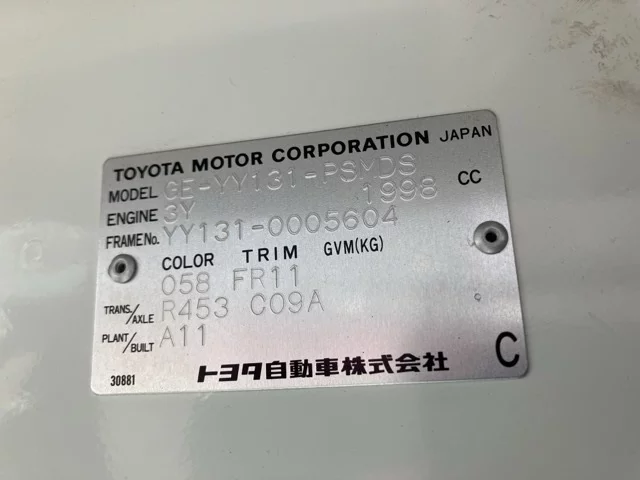 TOYOTA MOTOR CORPORATION JAPAN
MODEL GE-YY131-PSMDS
ENGINE 3Y 1998 CC
FRAME No. YY131-0005604
COLOR TRIM GVM(KG)
058 FR11
TRANS./AXLE R453 C09A
PLANT/BUILT A11
30881 トヨタ自動車株式会社 C